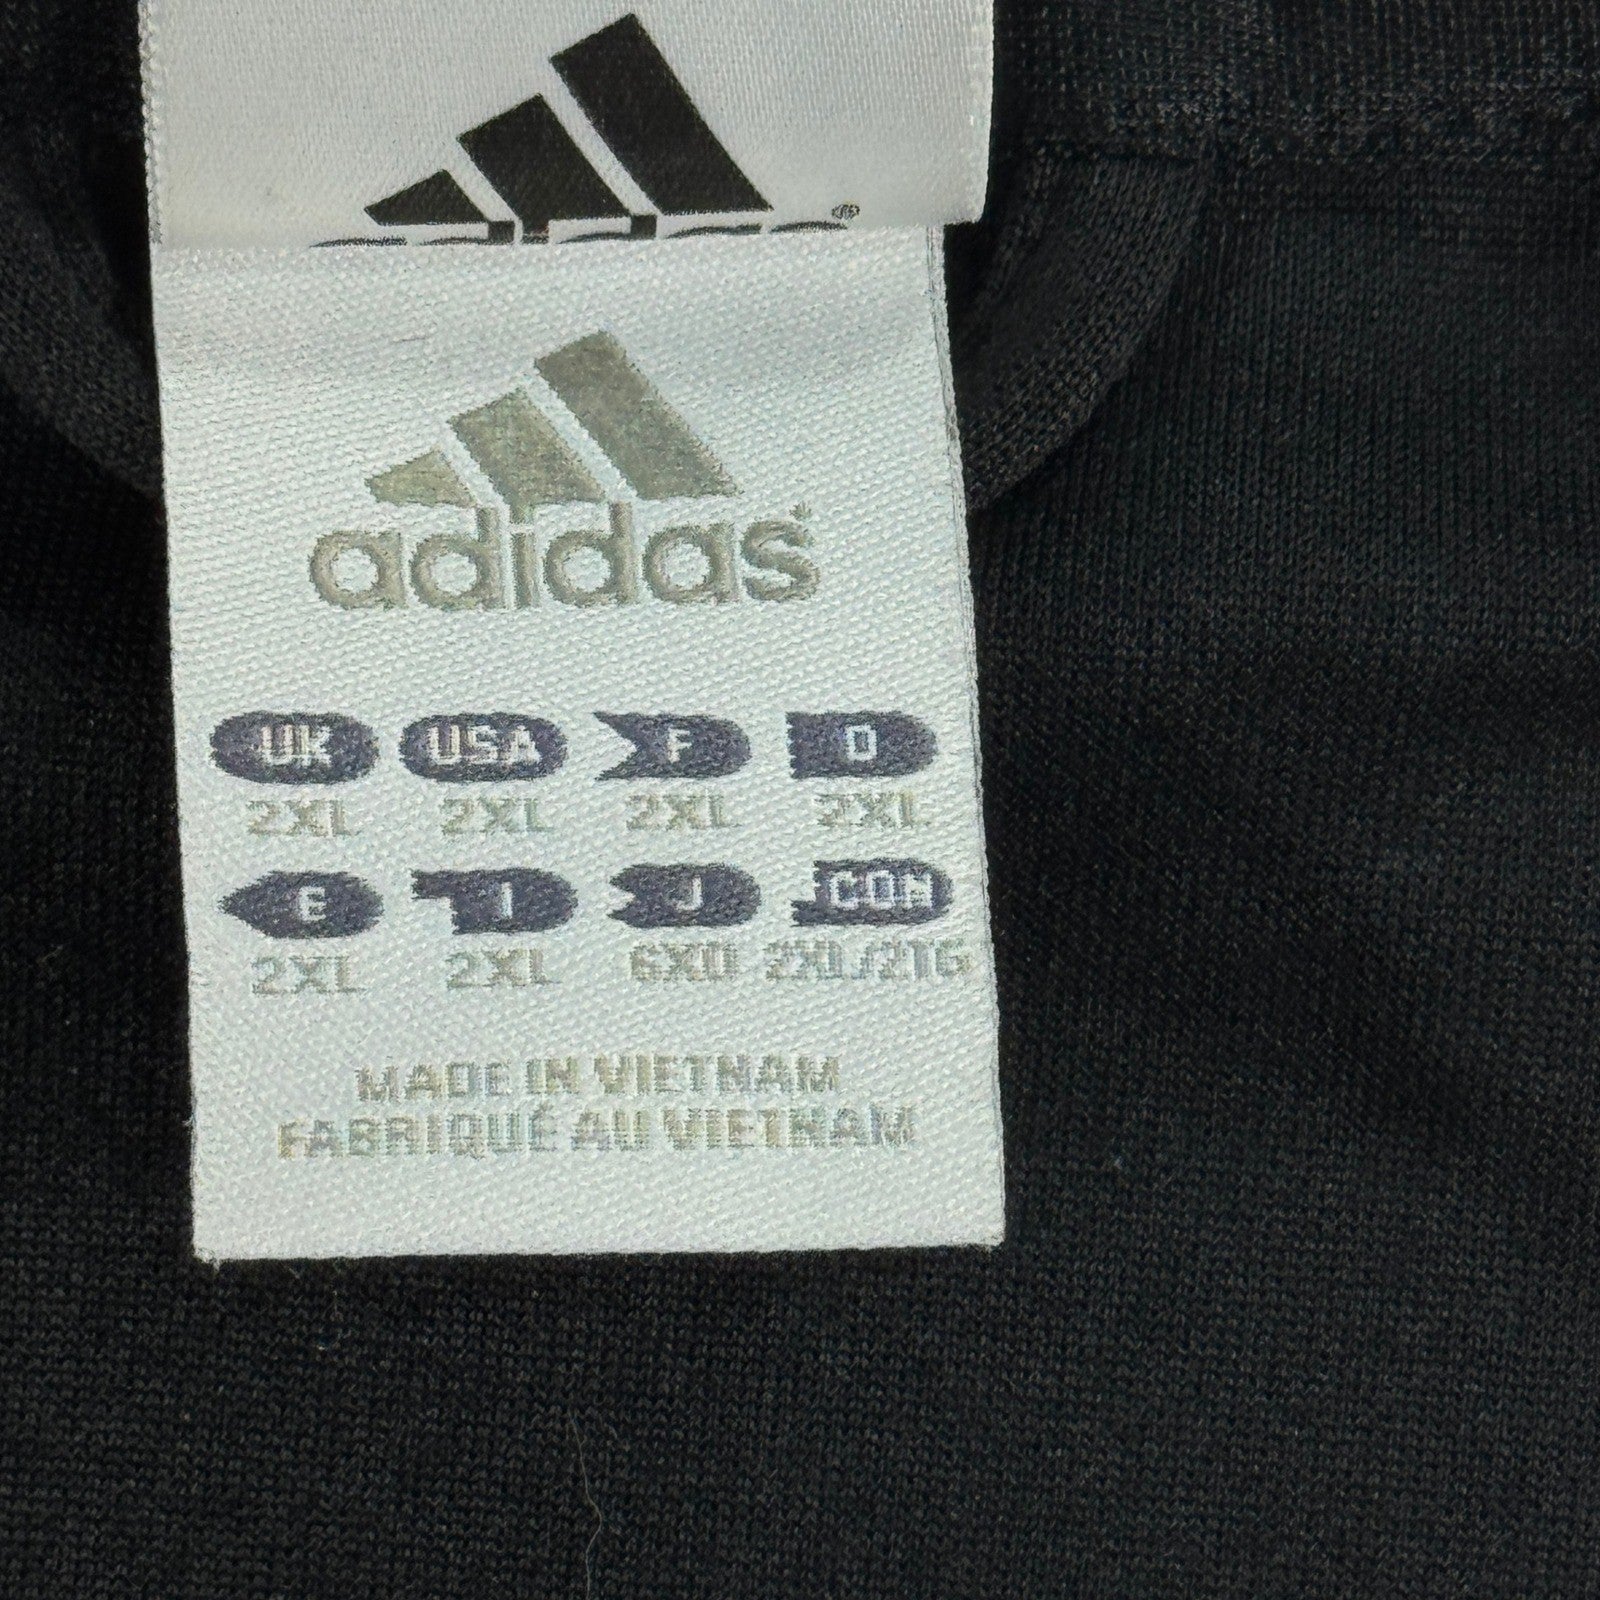 adidas
adidas
UK USA F D
2XL 2XL 2XL 2XL
E I J CDN
2XL 2XL 6XO 2XL/2TG
MADE IN VIETNAM
FABRIQUÉ AU VIETNAM